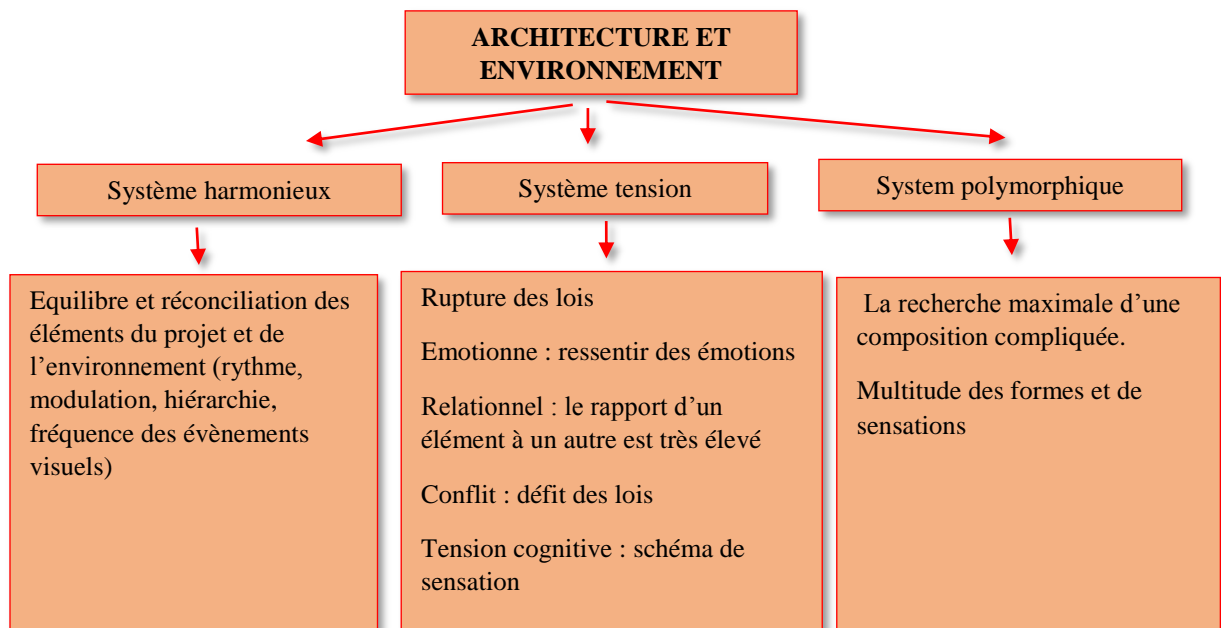 ARCHITECTURE ET
ENVIRONNEMENT
Système harmonieux
Système tension
System polymorphique
Equilibre et réconciliation des
éléments du projet et de
l’environnement (rythme,
modulation, hiérarchie,
fréquence des évènements
visuels)
Rupture des lois
Emotionne : ressentir des émotions
Relationnel : le rapport d’un
élément à un autre est très élevé
Conflit : défit des lois
Tension cognitive : schéma de
sensation
La recherche maximale d’une
composition compliquée.
Multitude des formes et de
sensations